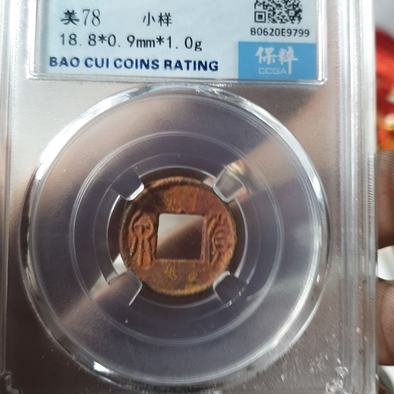 美78 小样
B0620E9799
18.8*0.9mm*1.0g
保粹
CCGA
BAO CUI COINS RATING